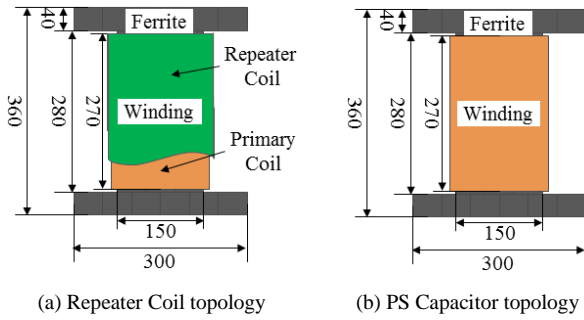 40
Ferrite
Repeater
Coil
360
280
270
Winding
Primary
Coil
150
300
(a) Repeater Coil topology
40
Ferrite
360
280
270
Winding
150
300
(b) PS Capacitor topology